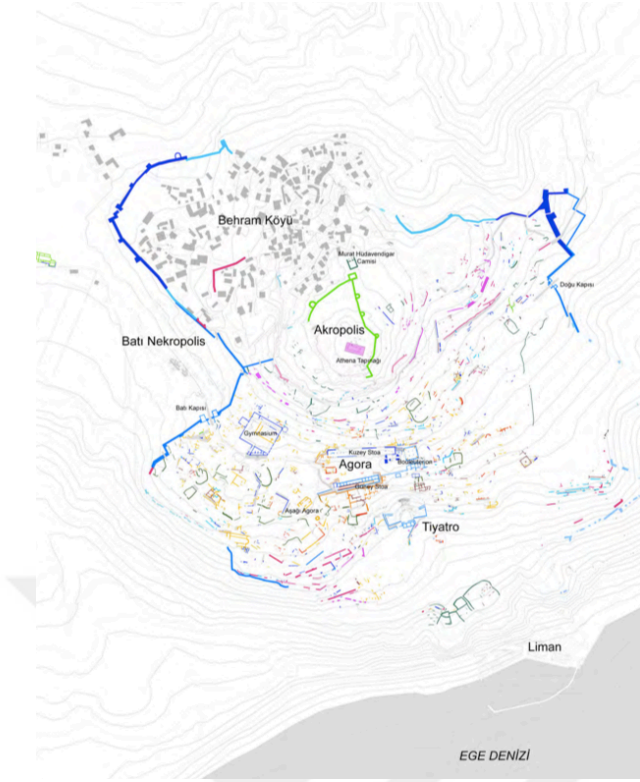 Behram Köyü
Murat Hüdavendigar
Camisi
Doğu Kapısı
Akropolis
Batı Nekropolis
Athena Tapınağı
Batı Kapısı
Gymnasium
Kuzey Stoa
Agora
Bouleuterion
Güney Stoa
Aşağı Agora
Tiyatro
Liman
EGE DENİZİ